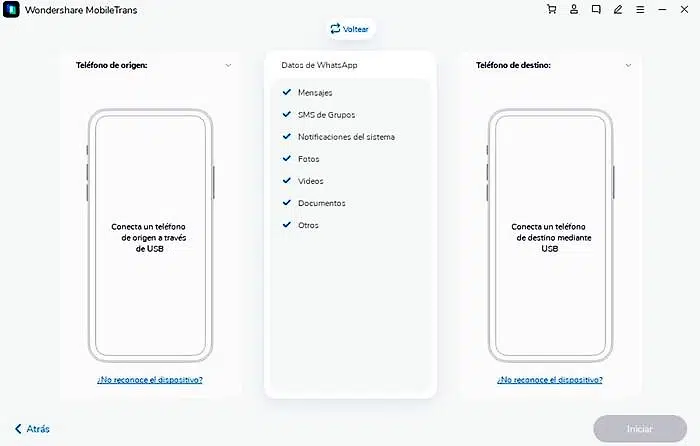 Wondershare MobileTrans
Voltear
Teléfono de origen:
Conecta un teléfono
de origen a través
de USB
¿No reconoce el dispositivo?
Datos de WhatsApp
Mensajes
SMS de Grupos
Notificaciones del sistema
Fotos
Videos
Documentos
Otros
Teléfono de destino:
Conecta un teléfono
de destino mediante
USB
¿No reconoce el dispositivo?
Atrás
Iniciar